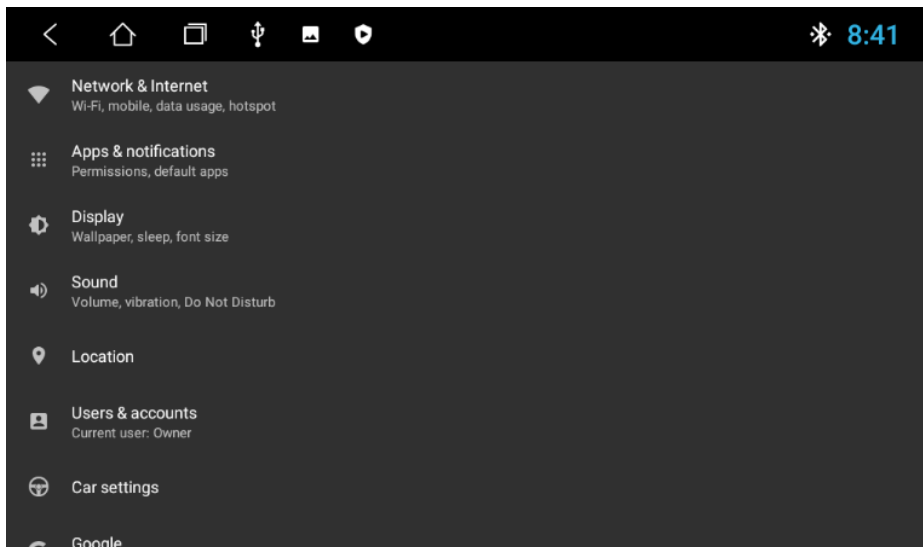 8:41
Network & Internet
Wi-Fi, mobile, data usage, hotspot
Apps & notifications
Permissions, default apps
Display
Wallpaper, sleep, font size
Sound
Volume, vibration, Do Not Disturb
Location
Users & accounts
Current user: Owner
Car settings
Google